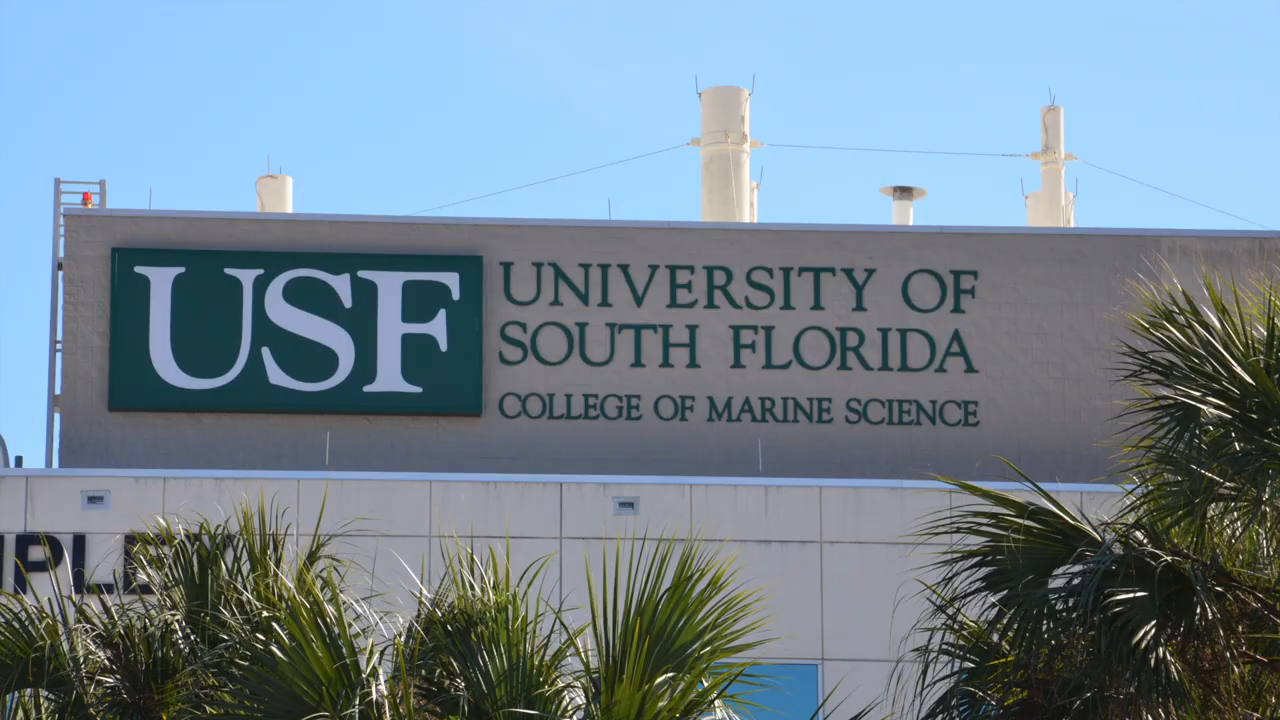 USF
UNIVERSITY OF
SOUTH FLORIDA
COLLEGE OF MARINE SCIENCE